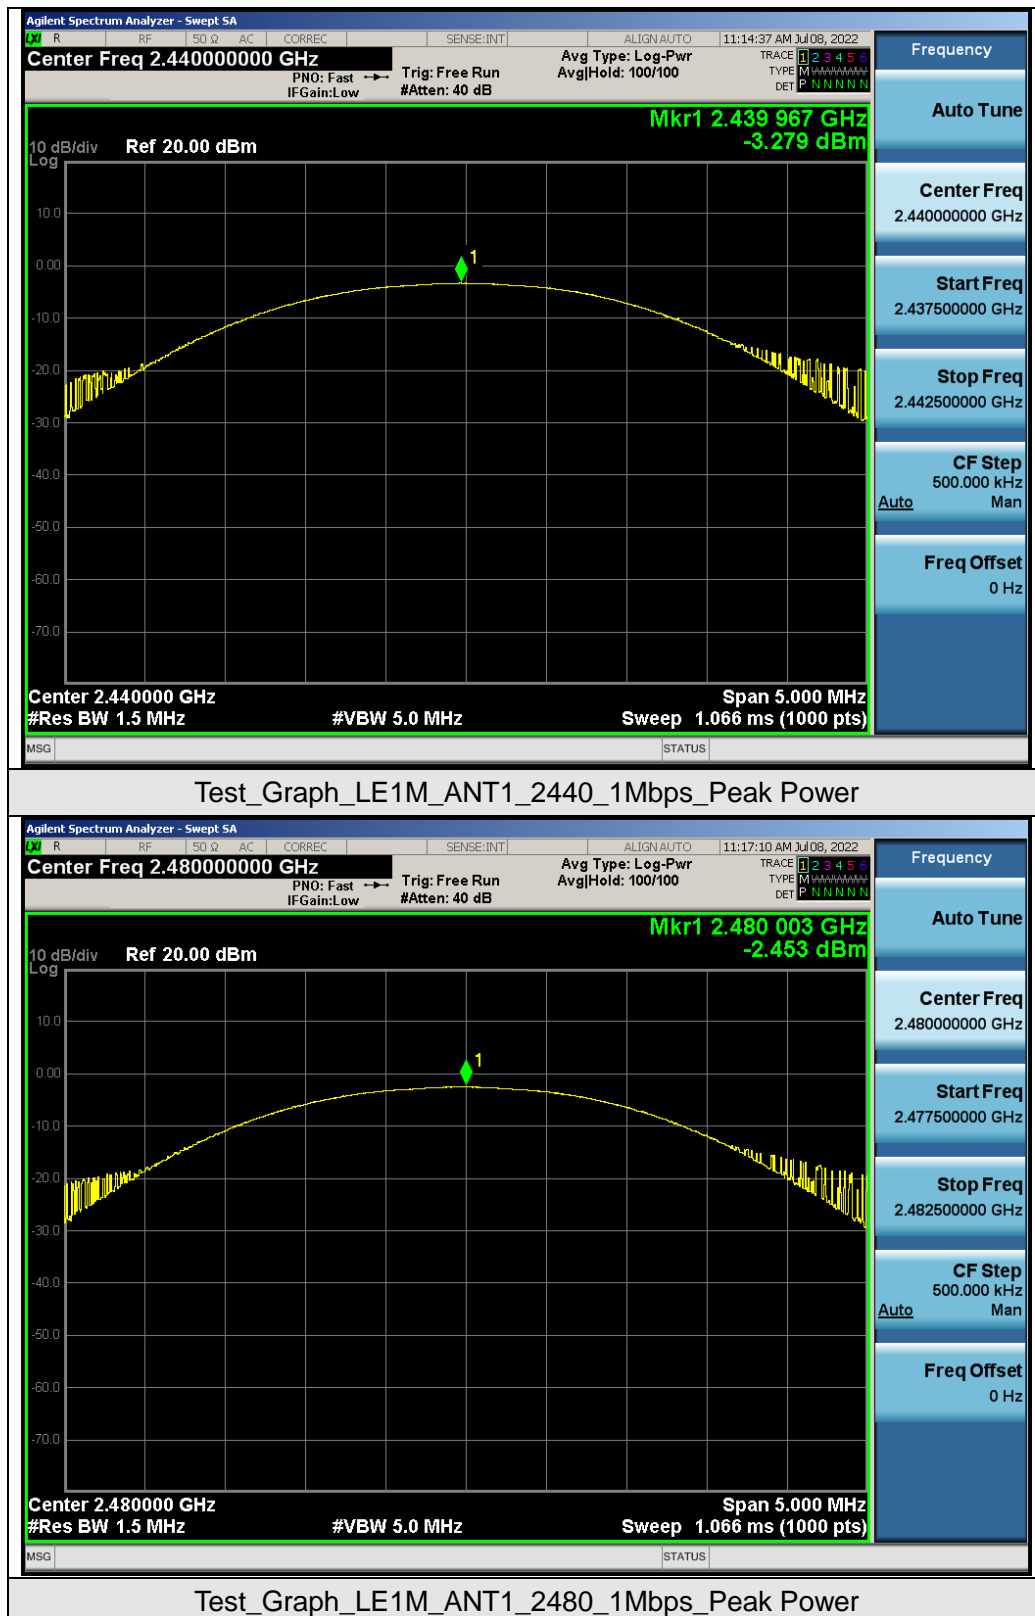 Agilent Spectrum Analyzer - Swept SA
LXI R RF 50 Ω AC CORREC SENSE:INT ALIGN AUTO 11:14:37 AM Jul 08, 2022
Center Freq 2.440000000 GHz
PNO: Fast
IFGain:Low
Trig: Free Run
#Atten: 40 dB
Avg Type: Log-Pwr
Avg|Hold: 100/100
TRACE 1 2 3 4 5 6
TYPE M WWWWW
DET P N N N N N
Mkr1 2.439 967 GHz
-3.279 dBm
10 dB/div Ref 20.00 dBm
Log
10.0
0.00
-10.0
-20.0
-30.0
-40.0
-50.0
-60.0
-70.0
1
Center 2.440000 GHz Span 5.000 MHz
#Res BW 1.5 MHz #VBW 5.0 MHz Sweep 1.066 ms (1000 pts)
MSG STATUS
Frequency
Auto Tune
Center Freq
2.440000000 GHz
Start Freq
2.437500000 GHz
Stop Freq
2.442500000 GHz
CF Step
500.000 kHz
Auto Man
Freq Offset
0 Hz
Test_Graph_LE1M_ANT1_2440_1Mbps_Peak Power
Agilent Spectrum Analyzer - Swept SA
LXI R RF 50 Ω AC CORREC SENSE:INT ALIGN AUTO 11:17:10 AM Jul 08, 2022
Center Freq 2.480000000 GHz
PNO: Fast
IFGain:Low
Trig: Free Run
#Atten: 40 dB
Avg Type: Log-Pwr
Avg|Hold: 100/100
TRACE 1 2 3 4 5 6
TYPE M WWWWW
DET P N N N N N
Mkr1 2.480 003 GHz
-2.453 dBm
10 dB/div Ref 20.00 dBm
Log
10.0
0.00
-10.0
-20.0
-30.0
-40.0
-50.0
-60.0
-70.0
1
Center 2.480000 GHz Span 5.000 MHz
#Res BW 1.5 MHz #VBW 5.0 MHz Sweep 1.066 ms (1000 pts)
MSG STATUS
Frequency
Auto Tune
Center Freq
2.480000000 GHz
Start Freq
2.477500000 GHz
Stop Freq
2.482500000 GHz
CF Step
500.000 kHz
Auto Man
Freq Offset
0 Hz
Test_Graph_LE1M_ANT1_2480_1Mbps_Peak Power